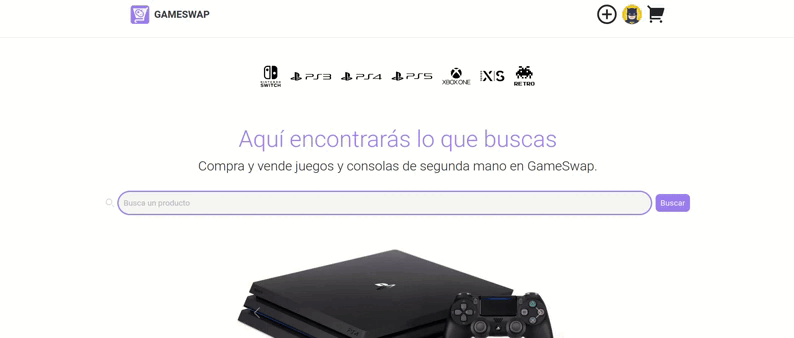 GAMESWAP
NINTENDO SWITCH PS3 PS4 PS5 XBOX ONE X|S RETRO
Aquí encontrarás lo que buscas
Compra y vende juegos y consolas de segunda mano en GameSwap.
Busca un producto
Buscar